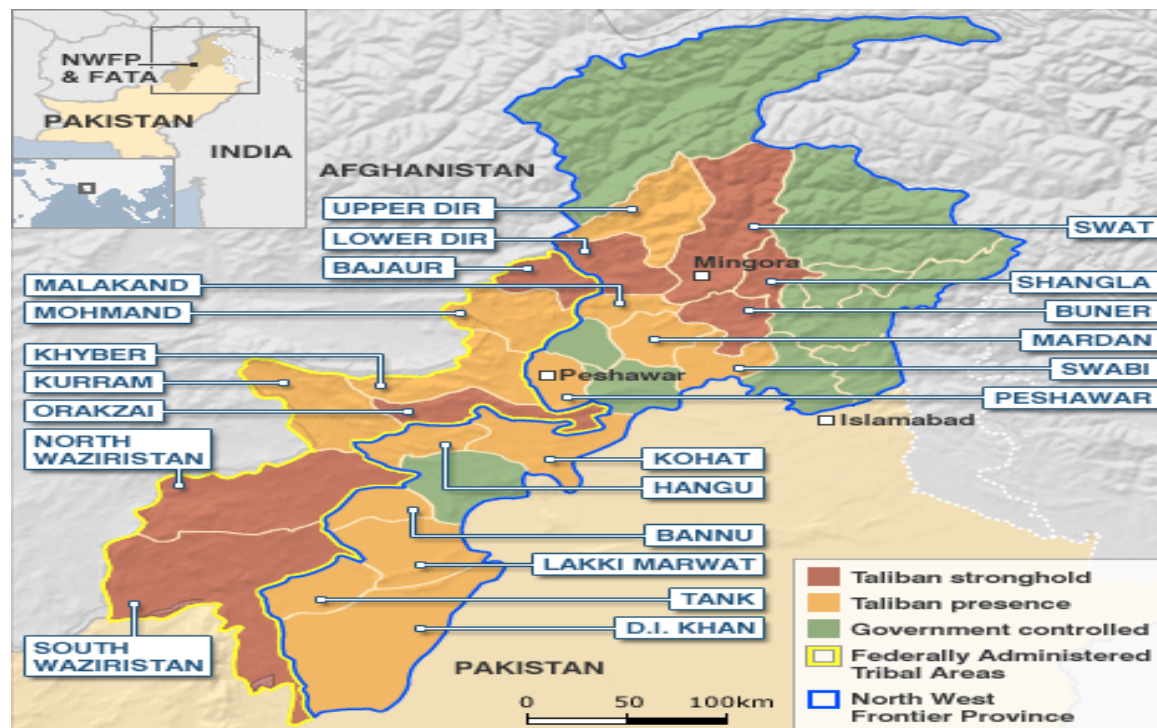 NWFP
& FATA
PAKISTAN
INDIA
AFGHANISTAN
UPPER DIR
LOWER DIR
BAJAUR
MALAKAND
MOHMAND
KHYBER
KURRAM
ORAKZAI
NORTH
WAZIRISTAN
SOUTH
WAZIRISTAN
Mingora
Peshawar
Islamabad
SWAT
SHANGLA
BUNER
MARDAN
SWABI
PESHAWAR
KOHAT
HANGU
BANNU
LAKKI MARWAT
TANK
D.I. KHAN
PAKISTAN
0 50 100km
Taliban stronghold
Taliban presence
Government controlled
Federally Administered
Tribal Areas
North West
Frontier Province